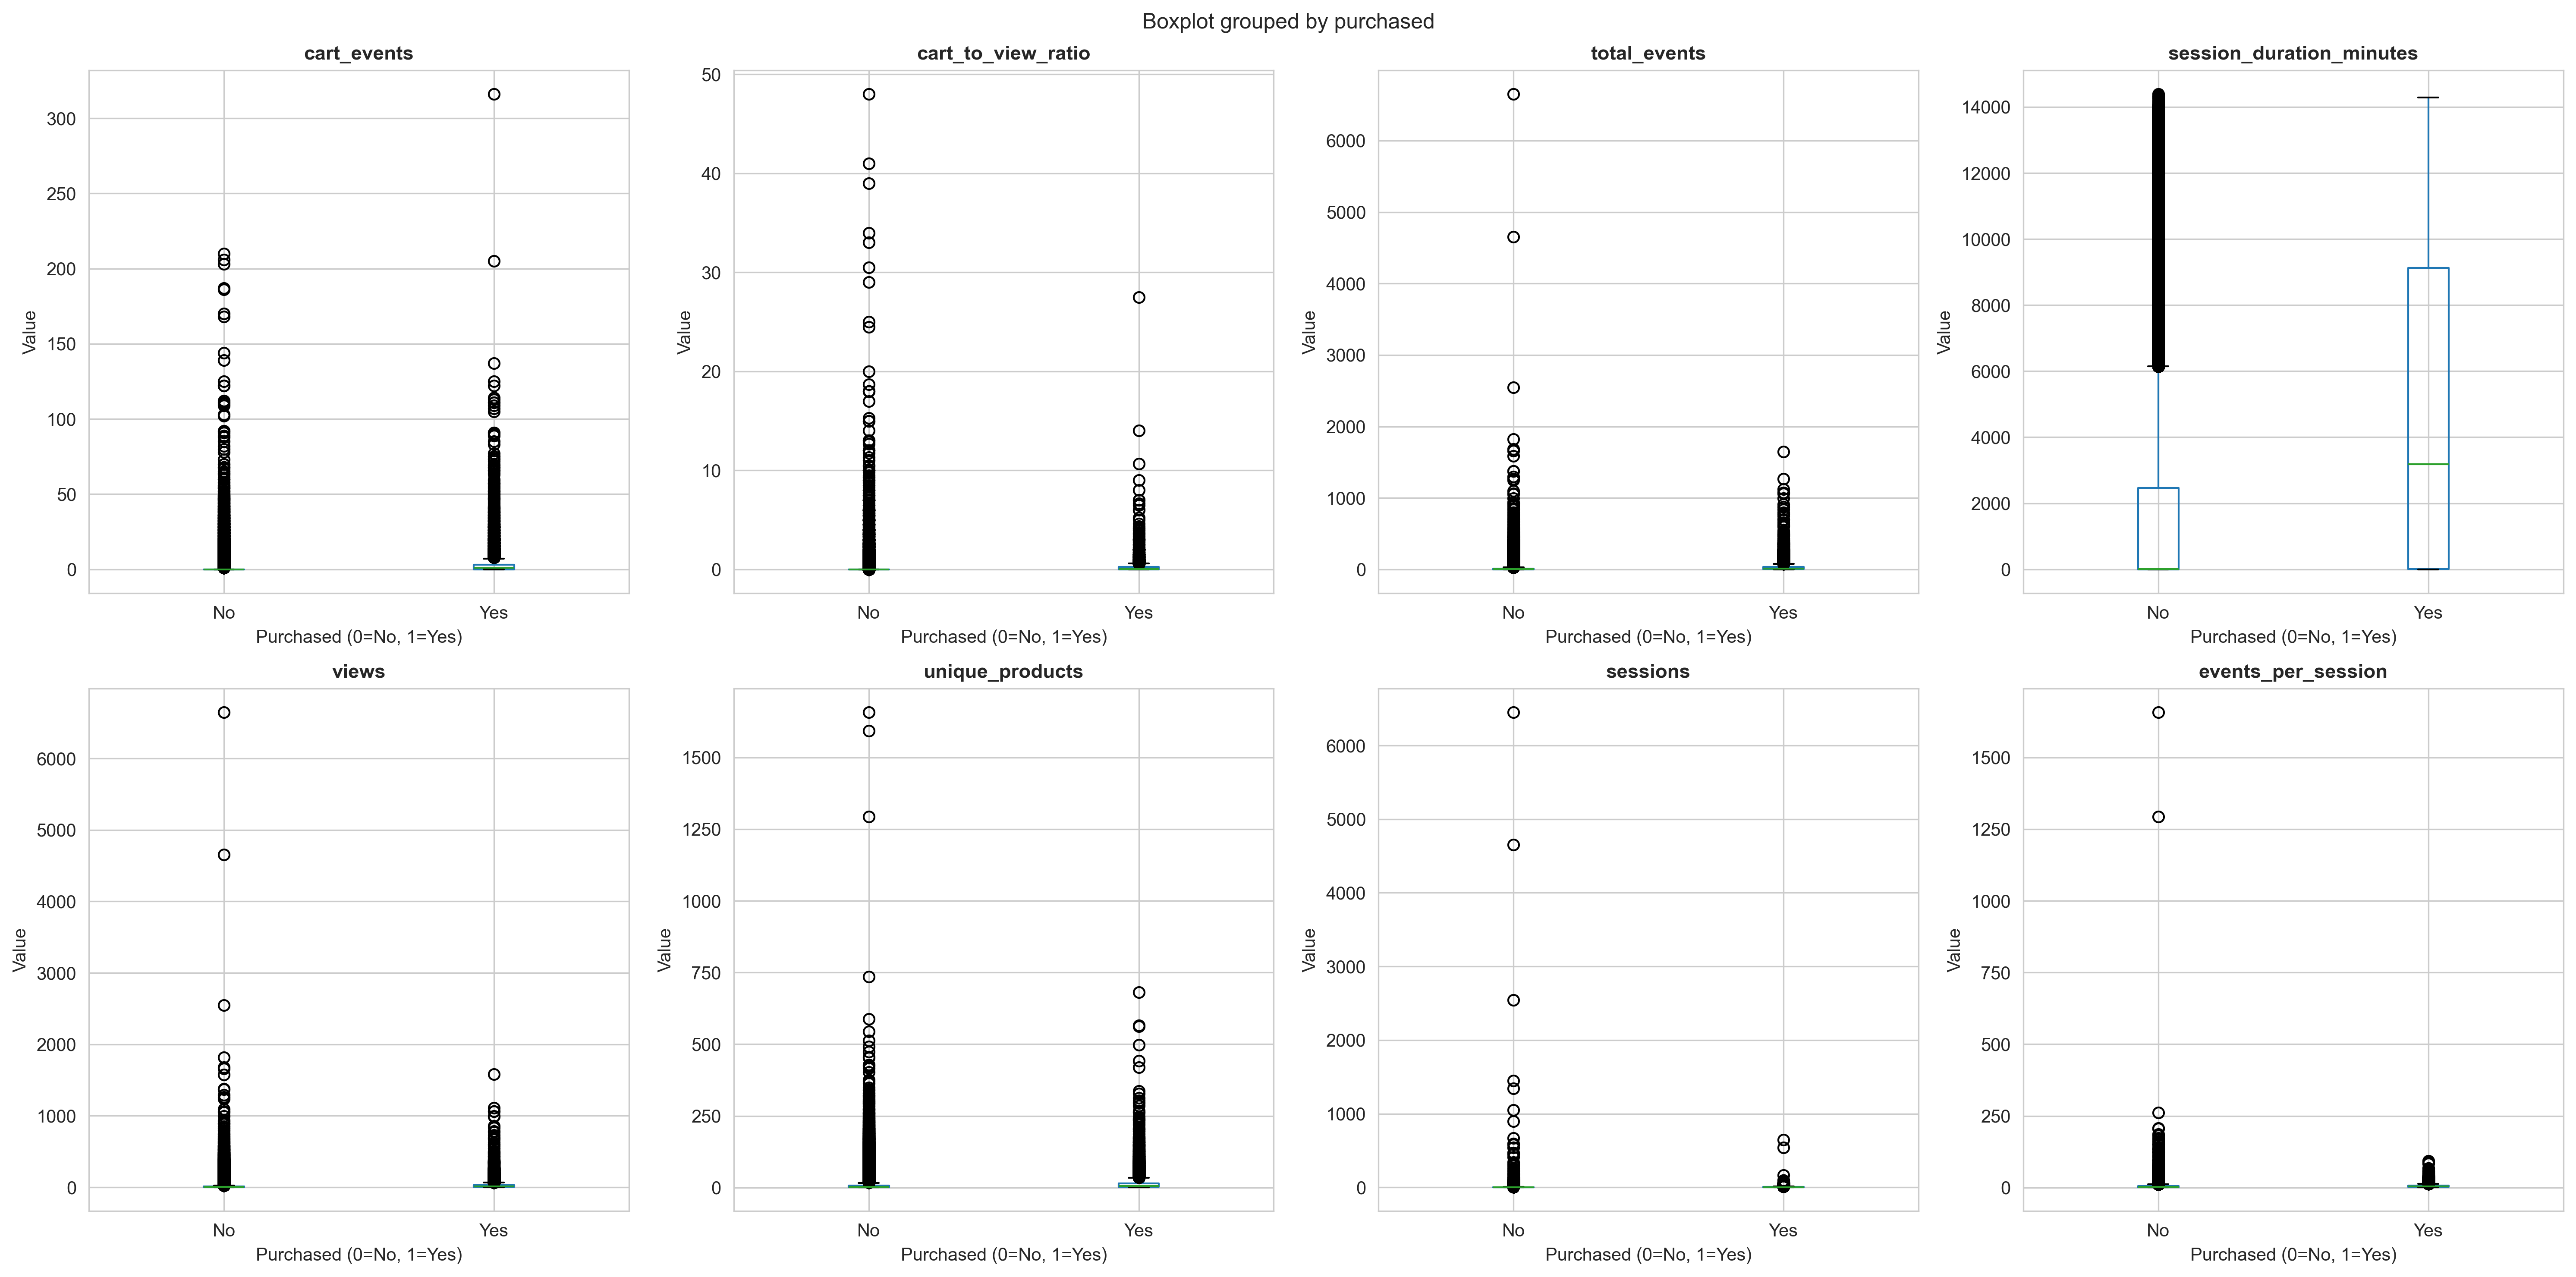 Boxplot grouped by purchased
cart_events
Value
300
250
200
150
100
50
0
No Yes
Purchased (0=No, 1=Yes)
cart_to_view_ratio
Value
50
40
30
20
10
0
No Yes
Purchased (0=No, 1=Yes)
total_events
Value
6000
5000
4000
3000
2000
1000
0
No Yes
Purchased (0=No, 1=Yes)
session_duration_minutes
Value
14000
12000
10000
8000
6000
4000
2000
0
No Yes
Purchased (0=No, 1=Yes)
views
Value
6000
5000
4000
3000
2000
1000
0
No Yes
Purchased (0=No, 1=Yes)
unique_products
Value
1500
1250
1000
750
500
250
0
No Yes
Purchased (0=No, 1=Yes)
sessions
Value
6000
5000
4000
3000
2000
1000
0
No Yes
Purchased (0=No, 1=Yes)
events_per_session
Value
1500
1250
1000
750
500
250
0
No Yes
Purchased (0=No, 1=Yes)